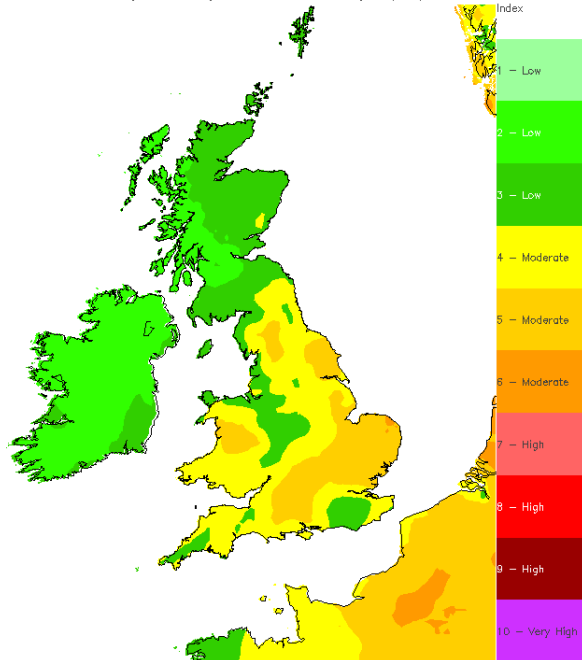 Index
1 - Low
2 - Low
3 - Low
4 - Moderate
5 - Moderate
6 - Moderate
7 - High
8 - High
9 - High
10 - Very High